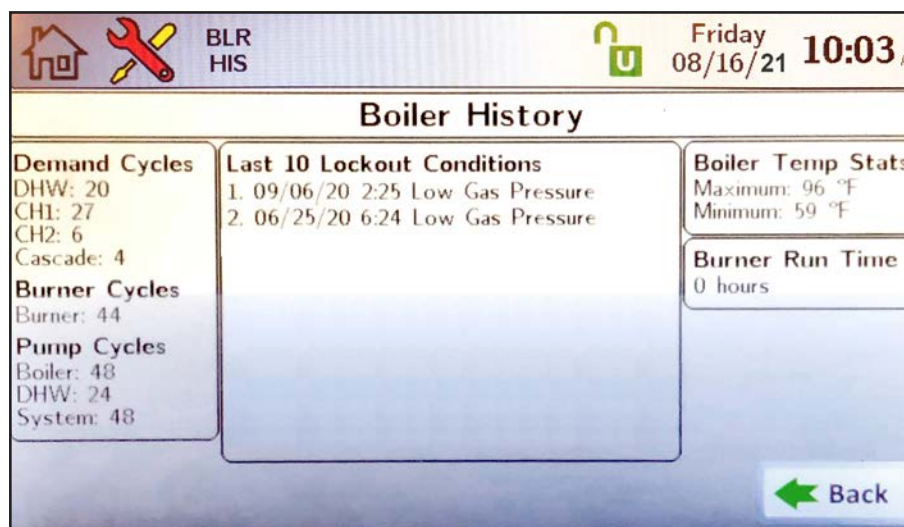 BLR
HIS
U
Friday
08/16/21
10:03
Boiler History
Demand Cycles
DHW: 20
CH1: 27
CH2: 6
Cascade: 4
Burner Cycles
Burner: 44
Pump Cycles
Boiler: 48
DHW: 24
System: 48
Last 10 Lockout Conditions
1. 09/06/20 2:25 Low Gas Pressure
2. 06/25/20 6:24 Low Gas Pressure
Boiler Temp Stats
Maximum: 96 °F
Minimum: 59 °F
Burner Run Time
0 hours
Back